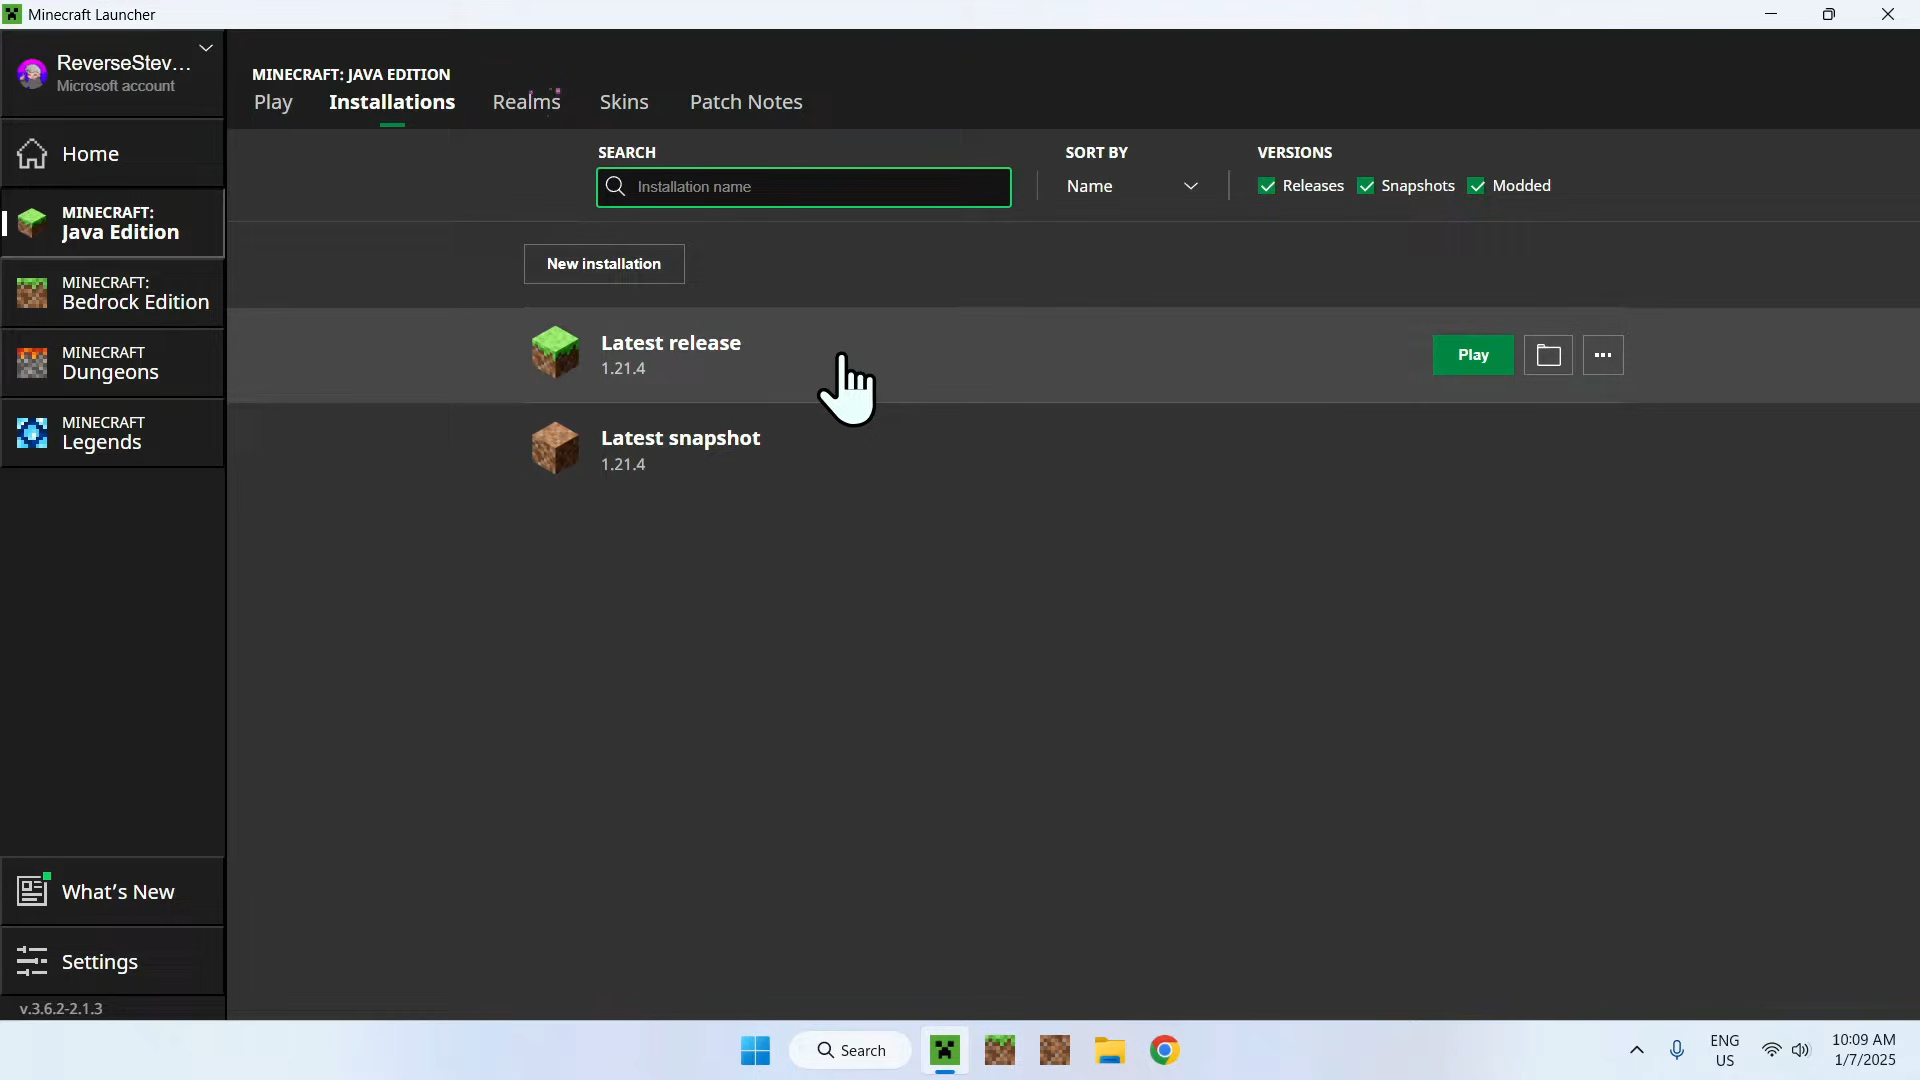 Minecraft Launcher
ReverseStev...
Microsoft account
Home
MINECRAFT:
Java Edition
MINECRAFT:
Bedrock Edition
MINECRAFT
Dungeons
MINECRAFT
Legends
What's New
Settings
v.3.6.2-2.1.3
MINECRAFT: JAVA EDITION
Play Installations Realms Skins Patch Notes
SEARCH SORT BY VERSIONS
Installation name Name Releases Snapshots Modded
New installation
Latest release
1.21.4
Play
Latest snapshot
1.21.4
Search
ENG
US
10:09 AM
1/7/2025